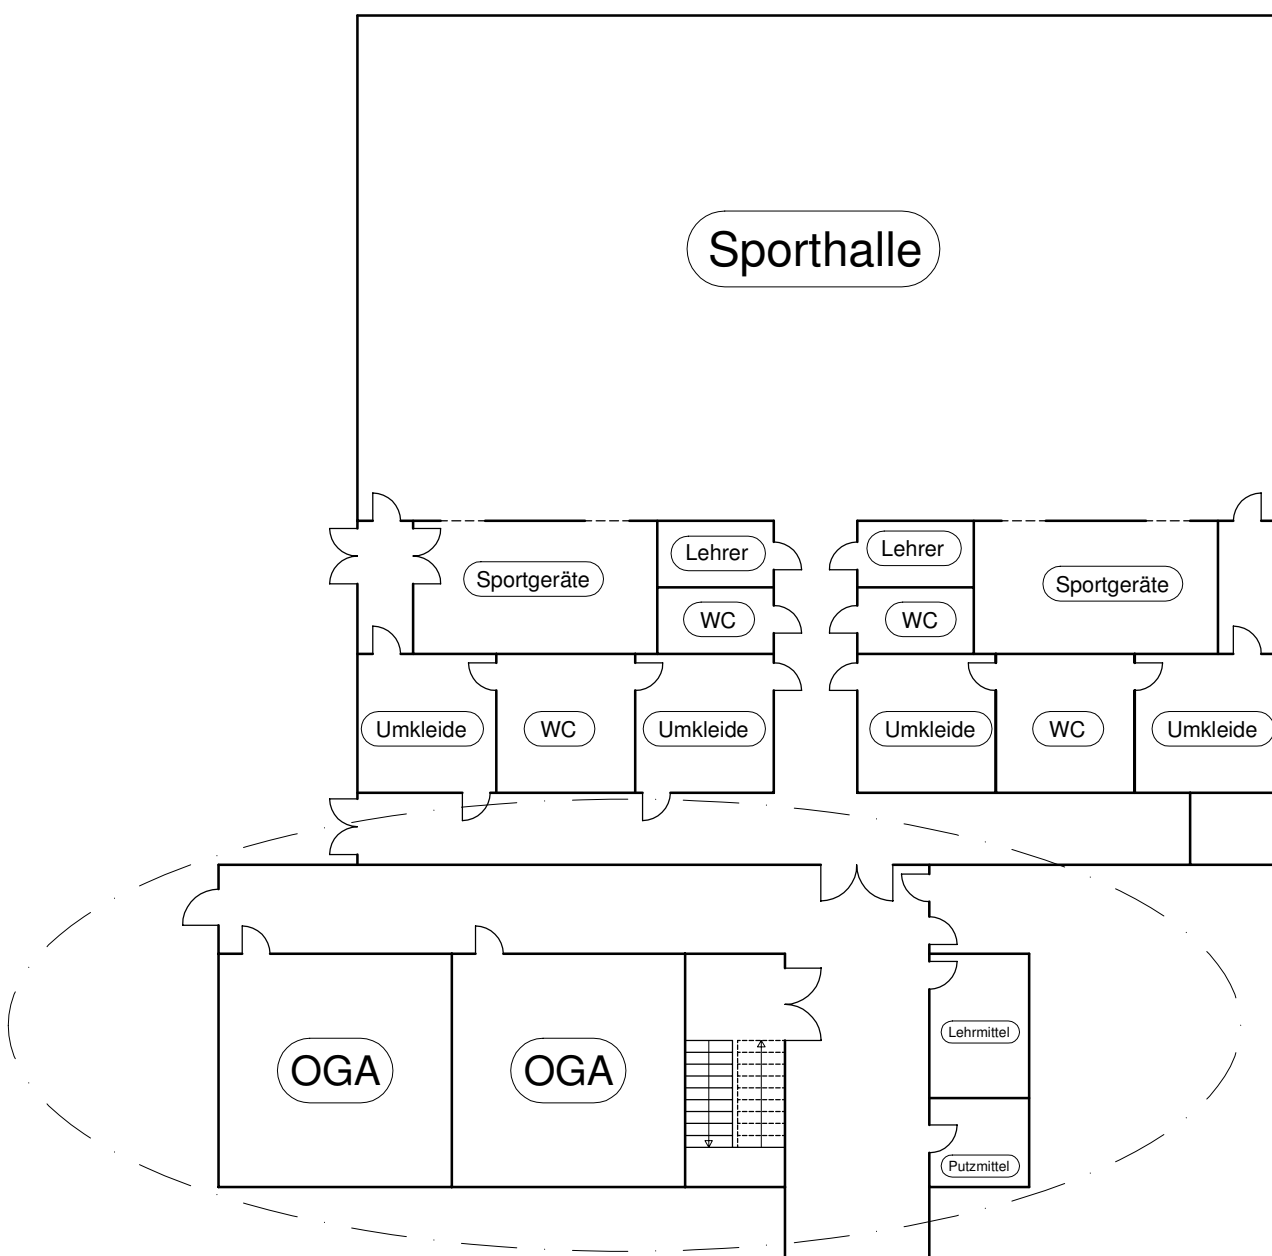 Sporthalle
Lehrer
Lehrer
Sportgeräte
Sportgeräte
WC
WC
Umkleide
WC
Umkleide
Umkleide
WC
Umkleide
Lehrmittel
OGA
OGA
Putzmittel